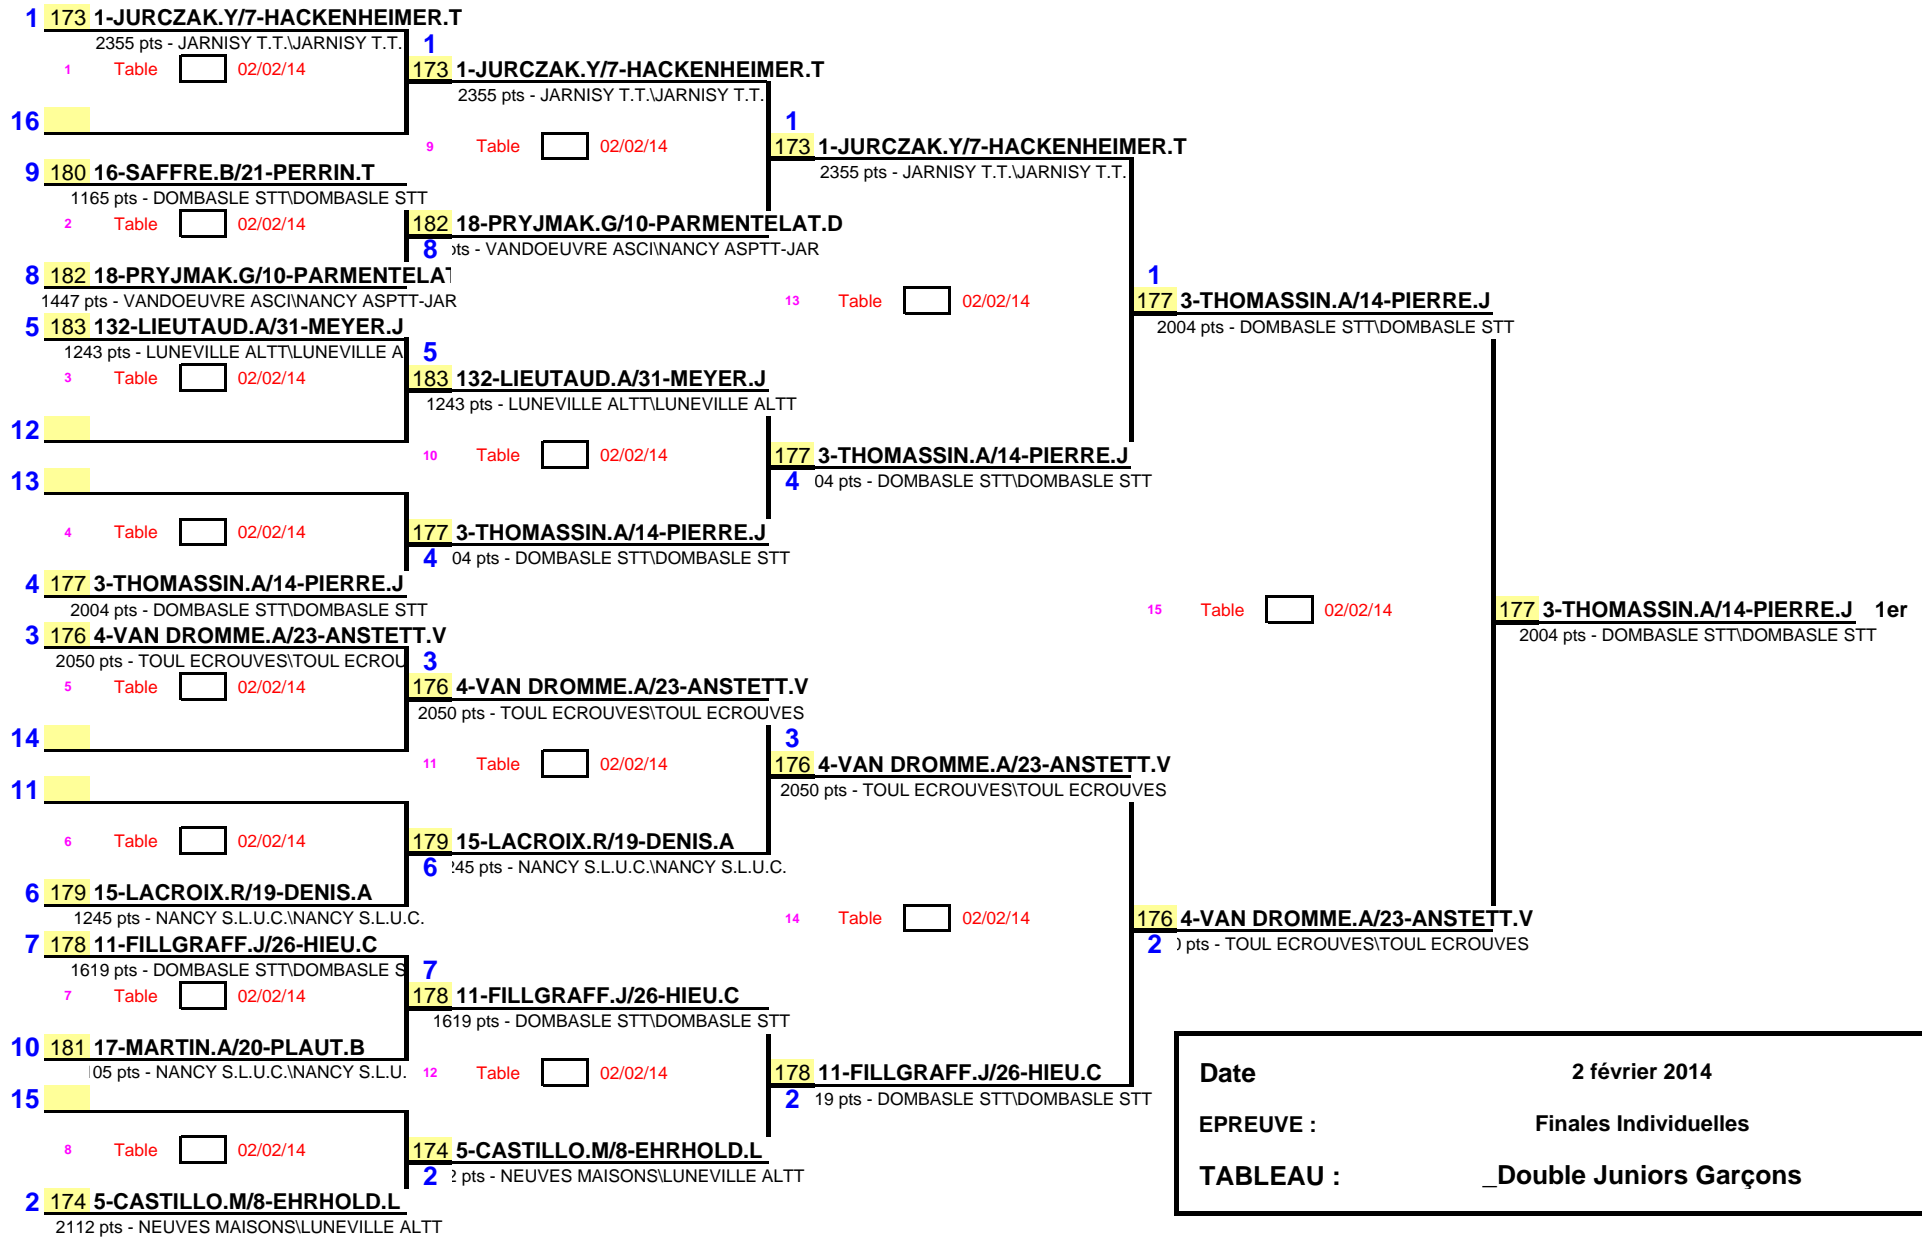 1 173 1-JURCZAK.Y/7-HACKENHEIMER.T
2355 pts - JARNISY T.T.\JARNISY T.T.
1 Table 02/02/14
16
9 180 16-SAFFRE.B/21-PERRIN.T
1165 pts - DOMBASLE STT\DOMBASLE STT
2 Table 02/02/14
8 182 18-PRYJMAK.G/10-PARMENTELAT
1447 pts - VANDOEUVRE ASCI\NANCY ASPTT-JAR
5 183 132-LIEUTAUD.A/31-MEYER.J
1243 pts - LUNEVILLE ALTT\LUNEVILLE A
3 Table 02/02/14
12
13
4 Table 02/02/14
4 177 3-THOMASSIN.A/14-PIERRE.J
2004 pts - DOMBASLE STT\DOMBASLE STT
3 176 4-VAN DROMME.A/23-ANSTETT.V
2050 pts - TOUL ECROUVES\TOUL ECROU
5 Table 02/02/14
14
11
6 Table 02/02/14
6 179 15-LACROIX.R/19-DENIS.A
1245 pts - NANCY S.L.U.C.\NANCY S.L.U.C.
7 178 11-FILLGRAFF.J/26-HIEU.C
1619 pts - DOMBASLE STT\DOMBASLE S
7 Table 02/02/14
10 181 17-MARTIN.A/20-PLAUT.B
05 pts - NANCY S.L.U.C.\NANCY S.L.U.
15
8 Table 02/02/14
2 174 5-CASTILLO.M/8-EHRHOLD.L
2112 pts - NEUVES MAISONS\LUNEVILLE ALTT
1
173 1-JURCZAK.Y/7-HACKENHEIMER.T
2355 pts - JARNISY T.T.\JARNISY T.T.
9 Table 02/02/14
182 18-PRYJMAK.G/10-PARMENTELAT.D
8 pts - VANDOEUVRE ASCI\NANCY ASPTT-JAR
5
183 132-LIEUTAUD.A/31-MEYER.J
1243 pts - LUNEVILLE ALTT\LUNEVILLE ALTT
10 Table 02/02/14
177 3-THOMASSIN.A/14-PIERRE.J
4 04 pts - DOMBASLE STT\DOMBASLE STT
3
176 4-VAN DROMME.A/23-ANSTETT.V
2050 pts - TOUL ECROUVES\TOUL ECROUVES
11 Table 02/02/14
179 15-LACROIX.R/19-DENIS.A
6 245 pts - NANCY S.L.U.C.\NANCY S.L.U.C.
7
178 11-FILLGRAFF.J/26-HIEU.C
1619 pts - DOMBASLE STT\DOMBASLE STT
12 Table 02/02/14
174 5-CASTILLO.M/8-EHRHOLD.L
2 2 pts - NEUVES MAISONS\LUNEVILLE ALTT
1
173 1-JURCZAK.Y/7-HACKENHEIMER.T
2355 pts - JARNISY T.T.\JARNISY T.T.
13 Table 02/02/14
177 3-THOMASSIN.A/14-PIERRE.J
4 04 pts - DOMBASLE STT\DOMBASLE STT
3
176 4-VAN DROMME.A/23-ANSTETT.V
2050 pts - TOUL ECROUVES\TOUL ECROUVES
14 Table 02/02/14
178 11-FILLGRAFF.J/26-HIEU.C
2 19 pts - DOMBASLE STT\DOMBASLE STT
1
177 3-THOMASSIN.A/14-PIERRE.J
2004 pts - DOMBASLE STT\DOMBASLE STT
15 Table 02/02/14
176 4-VAN DROMME.A/23-ANSTETT.V
2 pts - TOUL ECROUVES\TOUL ECROUVES
177 3-THOMASSIN.A/14-PIERRE.J 1er
2004 pts - DOMBASLE STT\DOMBASLE STT
Date 2 février 2014
EPREUVE : Finales Individuelles
TABLEAU : _Double Juniors Garçons